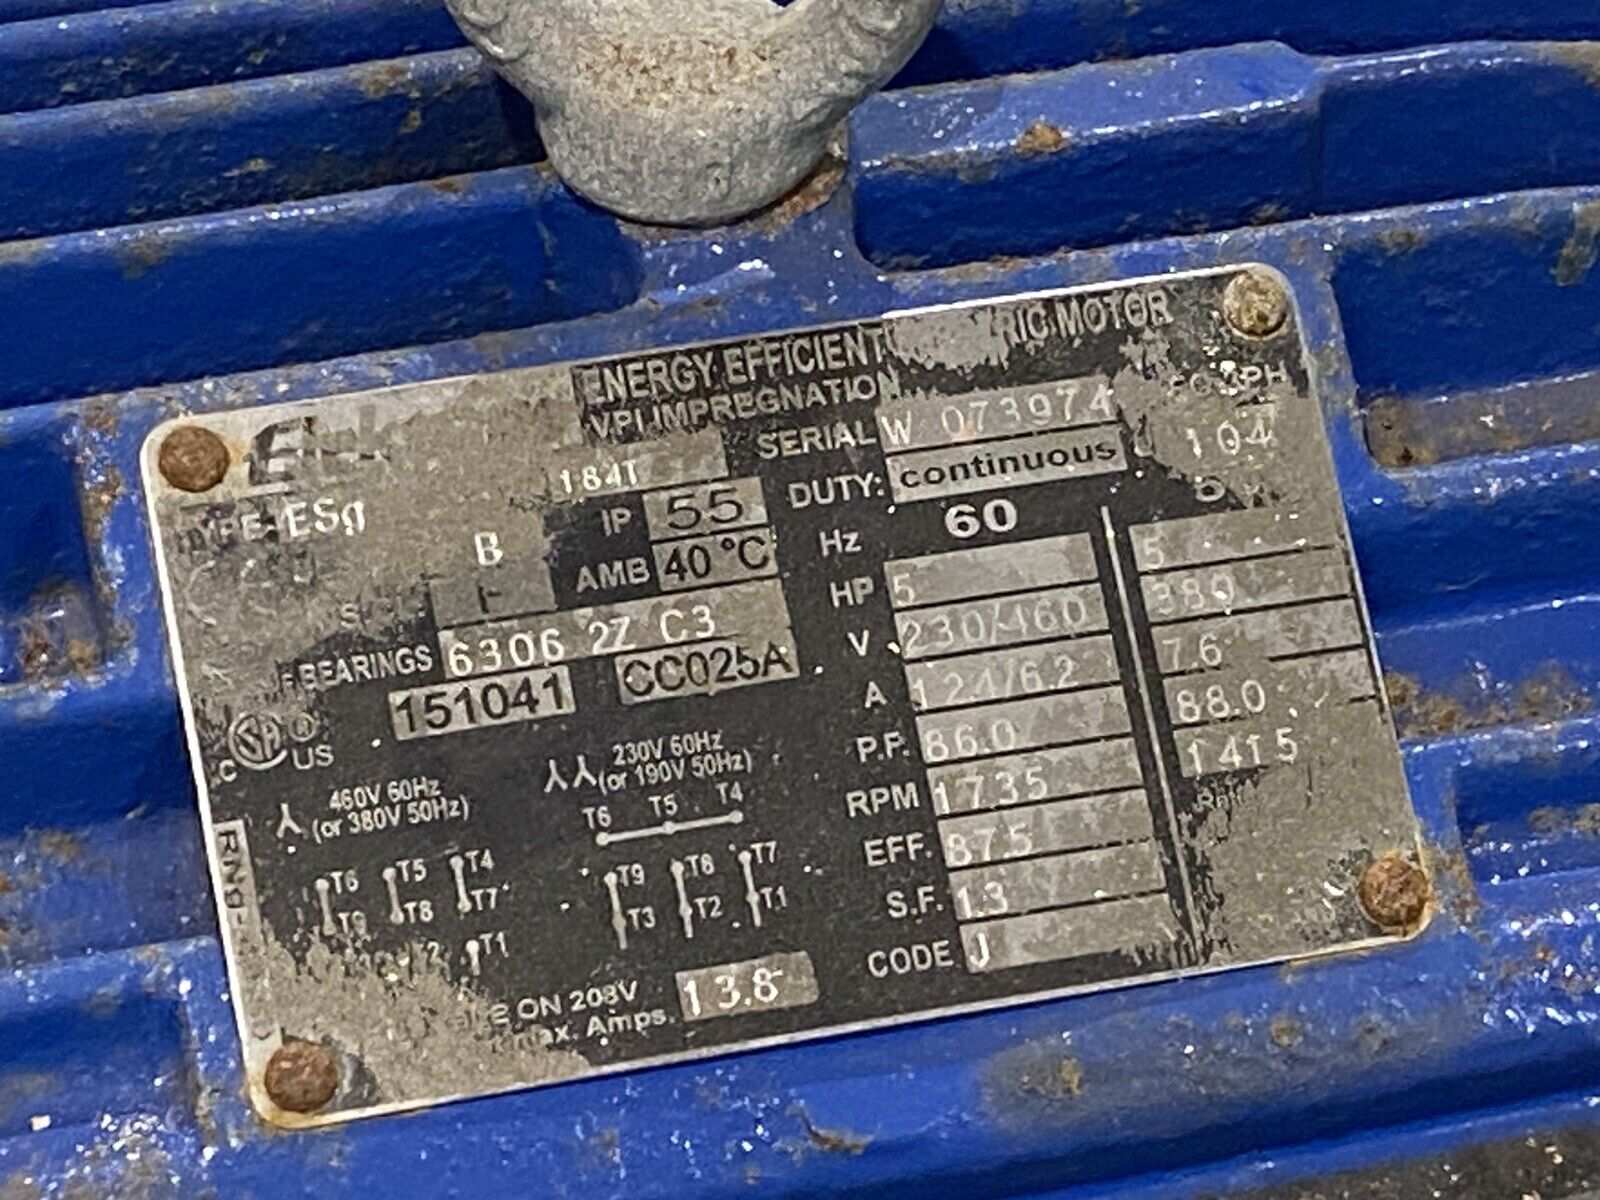 ENERGY EFFICIENT MOTOR
VPI IMPREGNATION
184T
SERIAL W 073974
104
ESg
IP 55
DUTY: continuous
B
AMB 40°C
Hz 60
HP 5 5
BEARINGS 6306 2Z C3
V 230/460 380
151041 CC025A
A 12.4/6.2 7.6
C SA ® US
P.F. 86.0 88.0
RPM 1735 1415
EFF. 87.5
S.F. 1.3
CODE J
460V 60Hz
(or 380V 50Hz)
T6 T5 T4
T9 T8 T7
T1
230V 60Hz
(or 190V 50Hz)
T6 T5 T4
T9 T8 T7
T3 T2 T1
ON 208V
Amps. 13.8